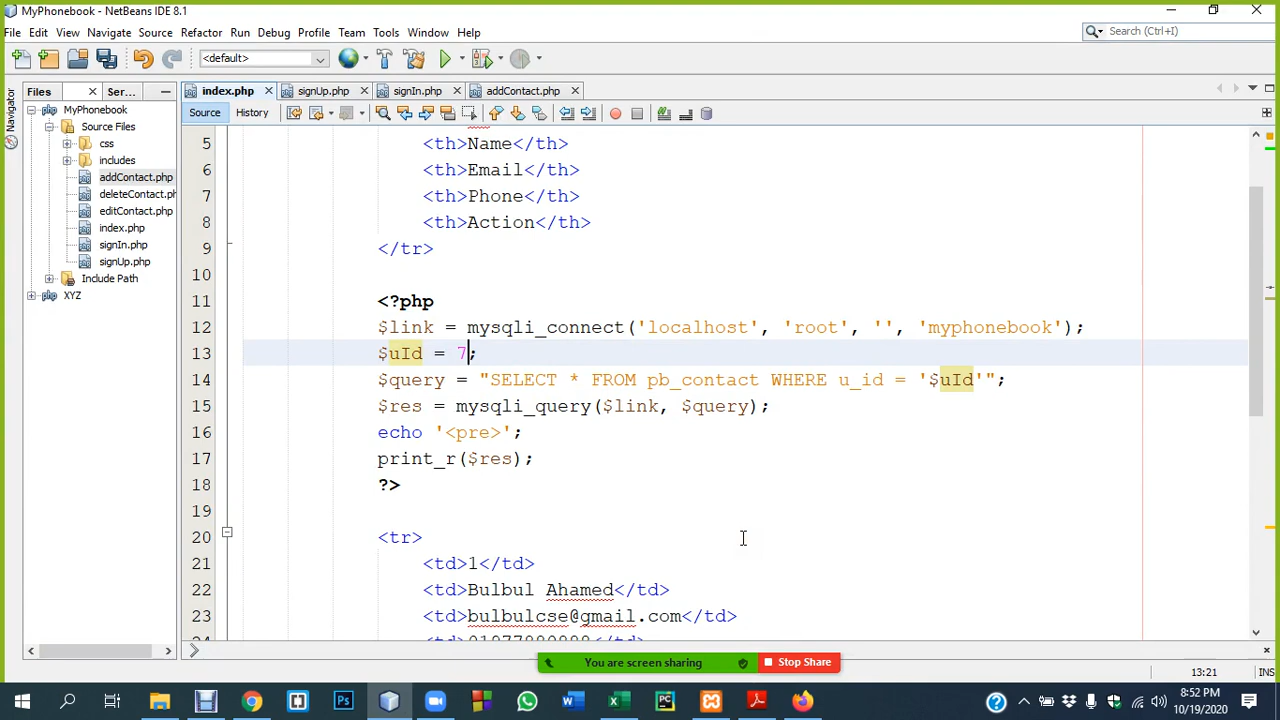 MyPhonebook - NetBeans IDE 8.1
File Edit View Navigate Source Refactor Run Debug Profile Team Tools Window Help
Search (Ctrl+I)
<default>
Files
Ser...
index.php
signUp.php
signIn.php
addContact.php
Navigator
Source
History
MyPhonebook
Source Files
css
includes
addContact.php
deleteContact.ph
editContact.php
index.php
signIn.php
signUp.php
Include Path
XYZ
5 <th>Name</th>
6 <th>Email</th>
7 <th>Phone</th>
8 <th>Action</th>
9 </tr>
10
11 <?php
12 $link = mysqli_connect('localhost', 'root', '', 'myphonebook');
13 $uId = 7;
14 $query = "SELECT * FROM pb_contact WHERE u_id = '$uId'";
15 $res = mysqli_query($link, $query);
16 echo '<pre>';
17 print_r($res);
18 ?>
19
20 <tr>
21 <td>1</td>
22 <td>Bulbul Ahamed</td>
23 <td>bulbulcse@gmail.com</td>
You are screen sharing
Stop Share
13:21
INS
8:52 PM
10/19/2020